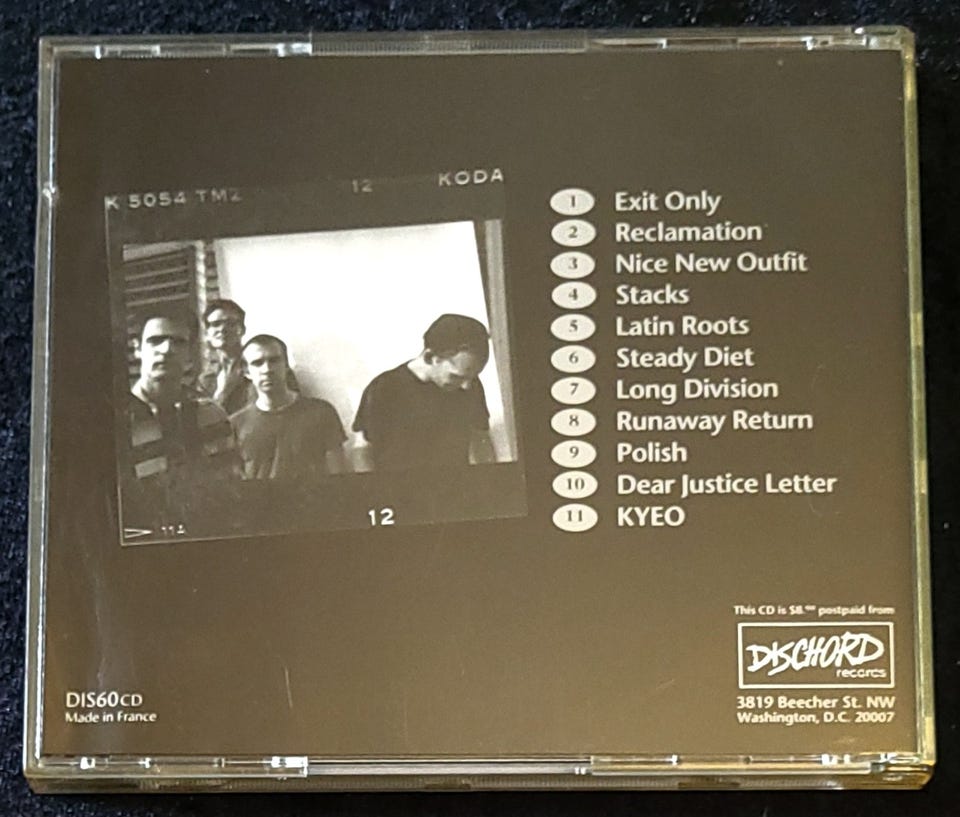 K 5054 TMZ 12 KODA
12
114
1 Exit Only
2 Reclamation
3 Nice New Outfit
4 Stacks
5 Latin Roots
6 Steady Diet
7 Long Division
8 Runaway Return
9 Polish
10 Dear Justice Letter
11 KYEO
This CD is $8.00 postpaid from
DISCHORD
records
3819 Beecher St. NW
Washington, D.C. 20007
DIS60CD
Made in France